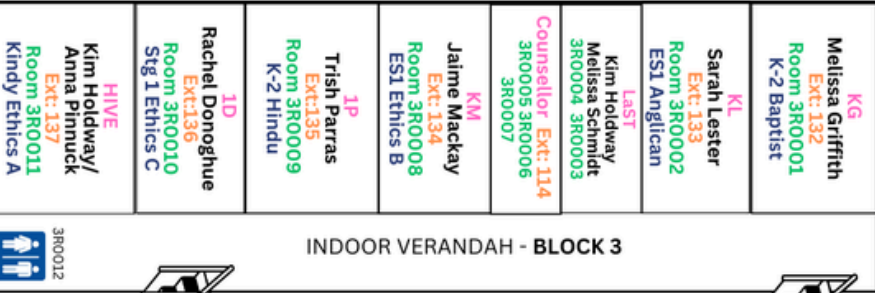 HIVE
Kim Holdway/
Anna Pinnuck
Ext: 137
Room 3R0011
Kindy Ethics A
1D
Rachel Donoghue
Ext:136
Room 3R0010
Stg 1 Ethics C
1P
Trish Parras
Ext:135
Room 3R0009
K-2 Hindu
KM
Jaime Mackay
Ext: 134
Room 3R0008
ES1 Ethics B
Counsellor Ext: 114
3R0005 3R0006
3R0007
LaST
Kim Holdway
Melissa Schmidt
3R0004 3R0003
KL
Sarah Lester
Ext: 133
Room 3R0002
ES1 Anglican
KG
Melissa Griffith
Ext: 132
Room 3R0001
K-2 Baptist
3R0012
INDOOR VERANDAH - BLOCK 3